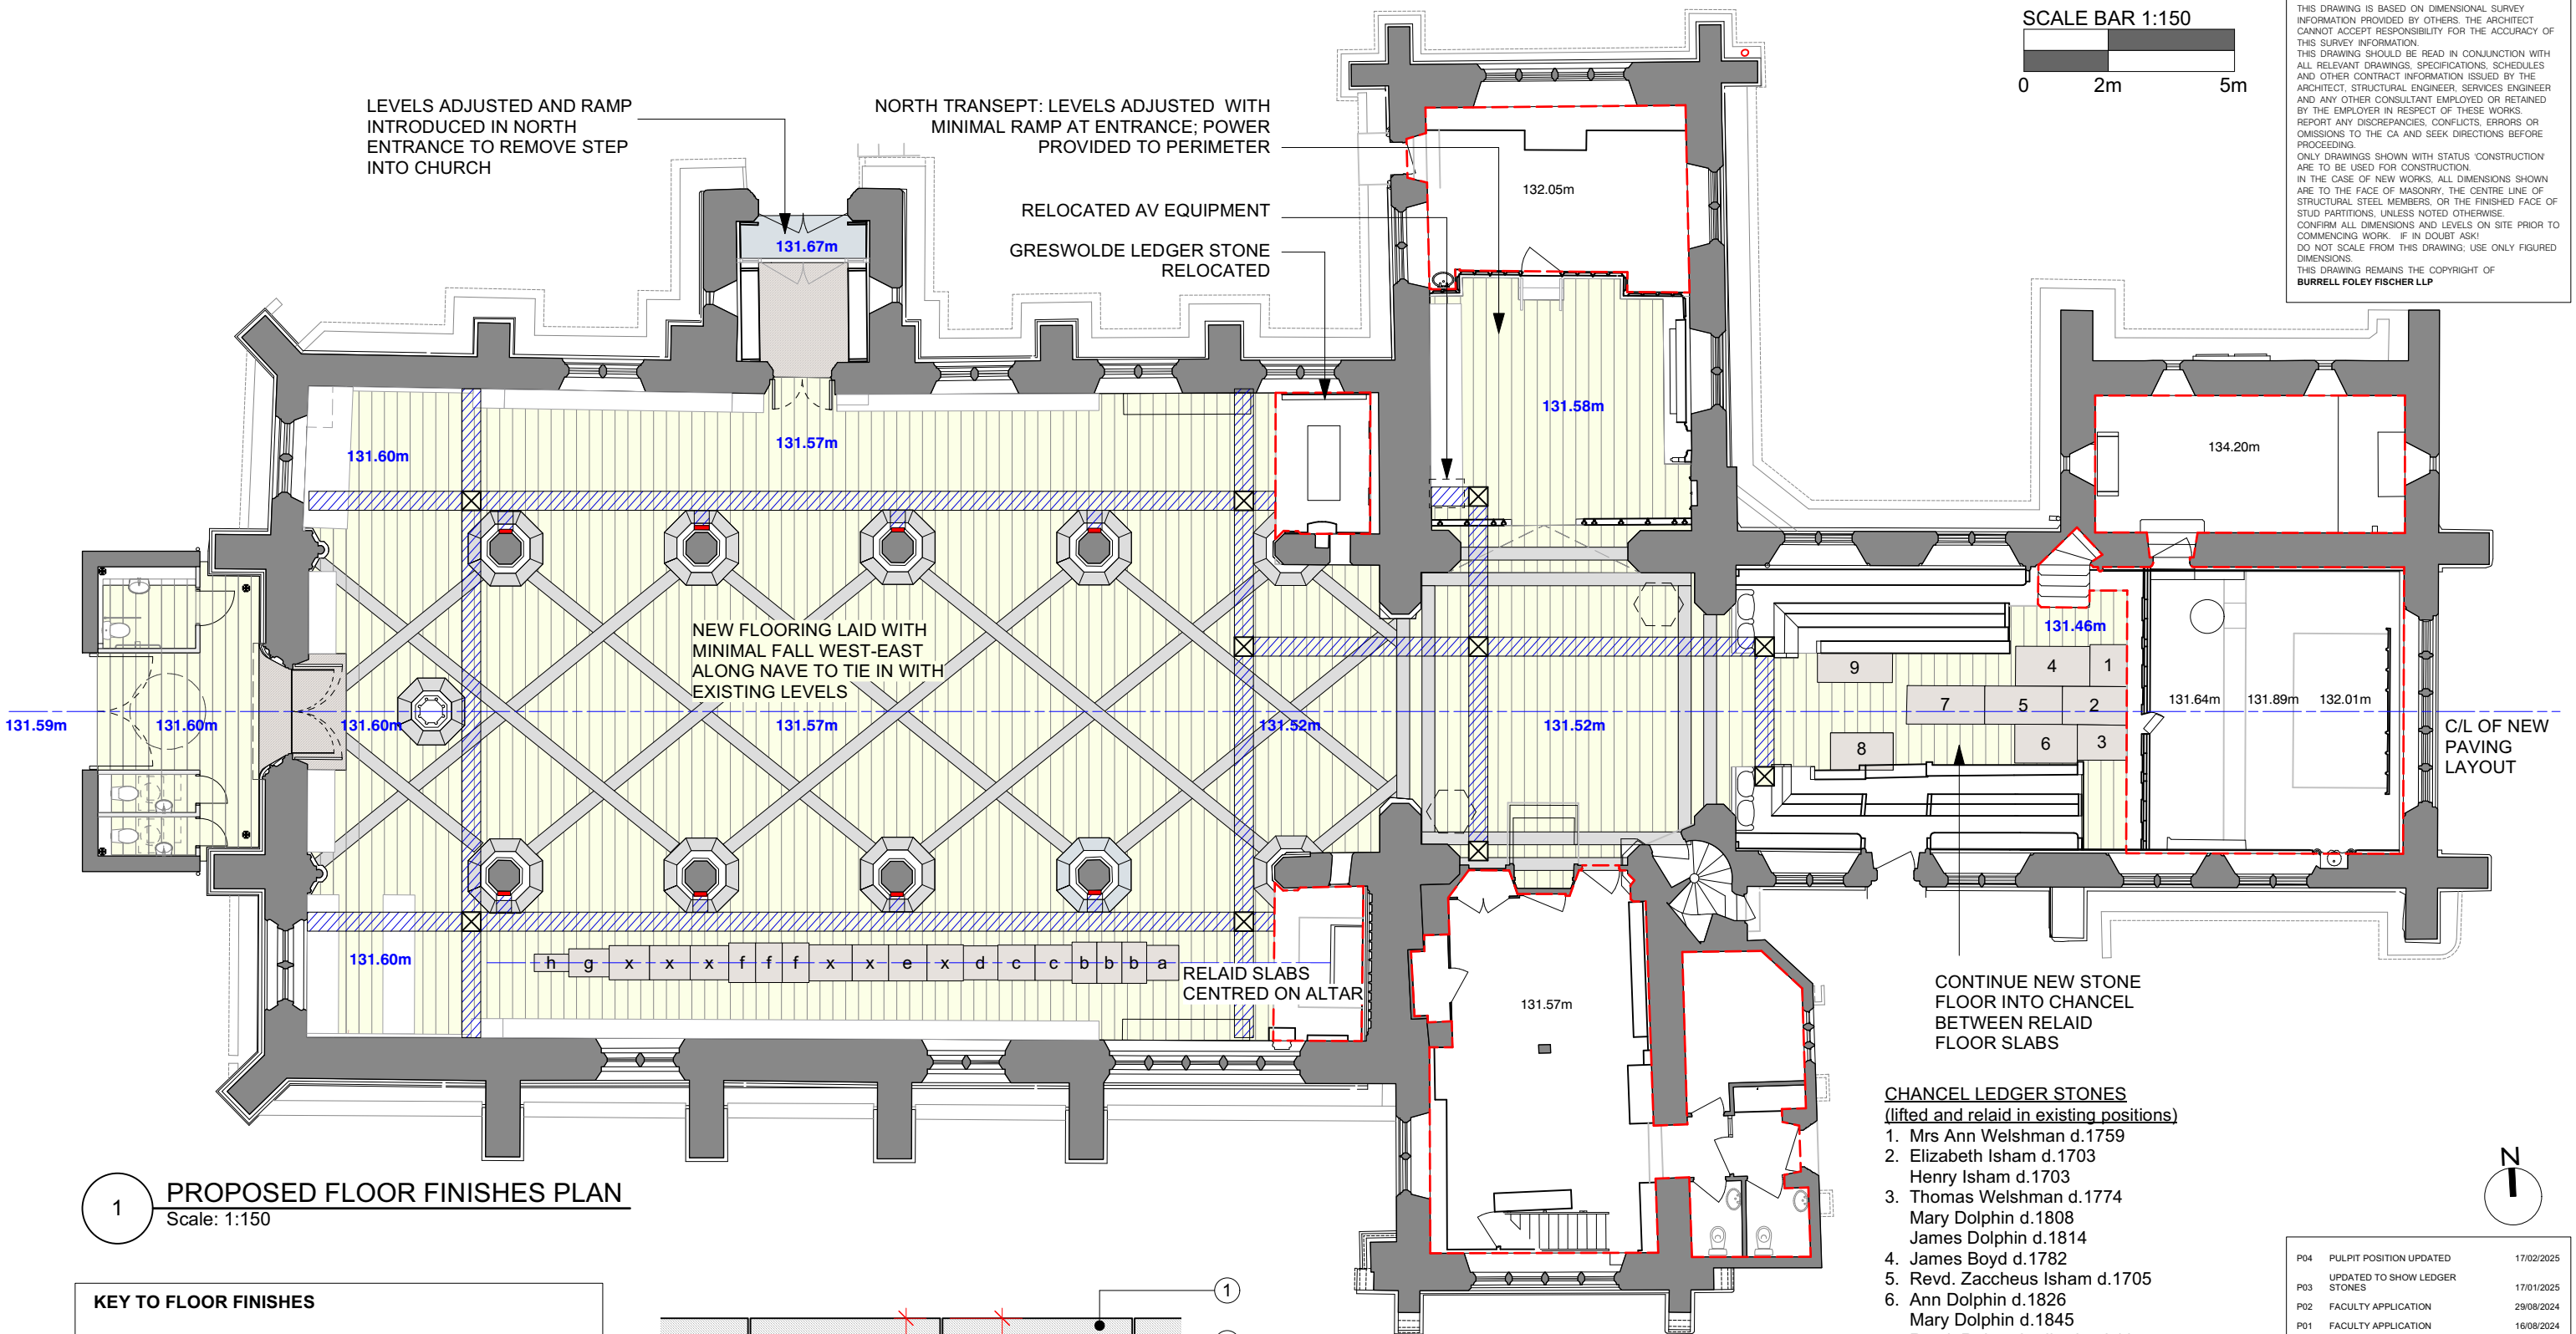 SCALE BAR 1:150
0 2m 5m
THIS DRAWING IS BASED ON DIMENSIONAL SURVEY
INFORMATION PROVIDED BY OTHERS. THE ARCHITECT
CANNOT ACCEPT RESPONSIBILITY FOR THE ACCURACY OF
THIS SURVEY INFORMATION.
THIS DRAWING SHOULD BE READ IN CONJUNCTION WITH
ALL RELEVANT DRAWINGS, SPECIFICATIONS, SCHEDULES
AND OTHER CONTRACT INFORMATION ISSUED BY THE
ARCHITECT, STRUCTURAL ENGINEER, SERVICES ENGINEER
AND ANY OTHER CONSULTANT EMPLOYED OR RETAINED
BY THE EMPLOYER IN RESPECT OF THESE WORKS.
REPORT ANY DISCREPANCIES, CONFLICTS, ERRORS OR
OMISSIONS TO THE CA AND SEEK DIRECTIONS BEFORE
PROCEEDING.
ONLY DRAWINGS SHOWN WITH STATUS 'CONSTRUCTION'
ARE TO BE USED FOR CONSTRUCTION.
IN THE CASE OF NEW WORKS, ALL DIMENSIONS SHOWN
ARE TO THE FACE OF MASONRY, THE CENTRE LINE OF
STRUCTURAL STEEL MEMBERS, OR THE FINISHED FACE OF
STUD PARTITIONS, UNLESS NOTED OTHERWISE.
CONFIRM ALL DIMENSIONS AND LEVELS ON SITE PRIOR TO
COMMENCING WORK. IF IN DOUBT ASK!
DO NOT SCALE FROM THIS DRAWING; USE ONLY FIGURED
DIMENSIONS.
THIS DRAWING REMAINS THE COPYRIGHT OF
BURRELL FOLEY FISCHER LLP
LEVELS ADJUSTED AND RAMP
INTRODUCED IN NORTH
ENTRANCE TO REMOVE STEP
INTO CHURCH
NORTH TRANSEPT: LEVELS ADJUSTED WITH
MINIMAL RAMP AT ENTRANCE; POWER
PROVIDED TO PERIMETER
RELOCATED AV EQUIPMENT
GRESWOLDE LEDGER STONE
RELOCATED
132.05m
131.67m
131.58m
131.57m
131.60m
134.20m
NEW FLOORING LAID WITH
MINIMAL FALL WEST-EAST
ALONG NAVE TO TIE IN WITH
EXISTING LEVELS
131.46m
9 4 1
7 5 2
8 6 3
131.64m 131.89m 132.01m
131.59m 131.60m 131.60m 131.57m 131.52m 131.52m
C/L OF NEW
PAVING
LAYOUT
131.60m
h g x x x f f f x x e x d c c b b b a
RELAID SLABS
CENTRED ON ALTAR
131.57m
CONTINUE NEW STONE
FLOOR INTO CHANCEL
BETWEEN RELAID
FLOOR SLABS
CHANCEL LEDGER STONES
(lifted and relaid in existing positions)
1. Mrs Ann Welshman d.1759
2. Elizabeth Isham d.1703
Henry Isham d.1703
3. Thomas Welshman d.1774
Mary Dolphin d.1808
James Dolphin d.1814
4. James Boyd d.1782
5. Revd. Zaccheus Isham d.1705
6. Ann Dolphin d.1826
Mary Dolphin d.1845
N
1 PROPOSED FLOOR FINISHES PLAN
Scale: 1:150
KEY TO FLOOR FINISHES
1
P04 PULPIT POSITION UPDATED 17/02/2025
P03 UPDATED TO SHOW LEDGER
STONES 17/01/2025
P02 FACULTY APPLICATION 29/08/2024
P01 FACULTY APPLICATION 16/08/2024